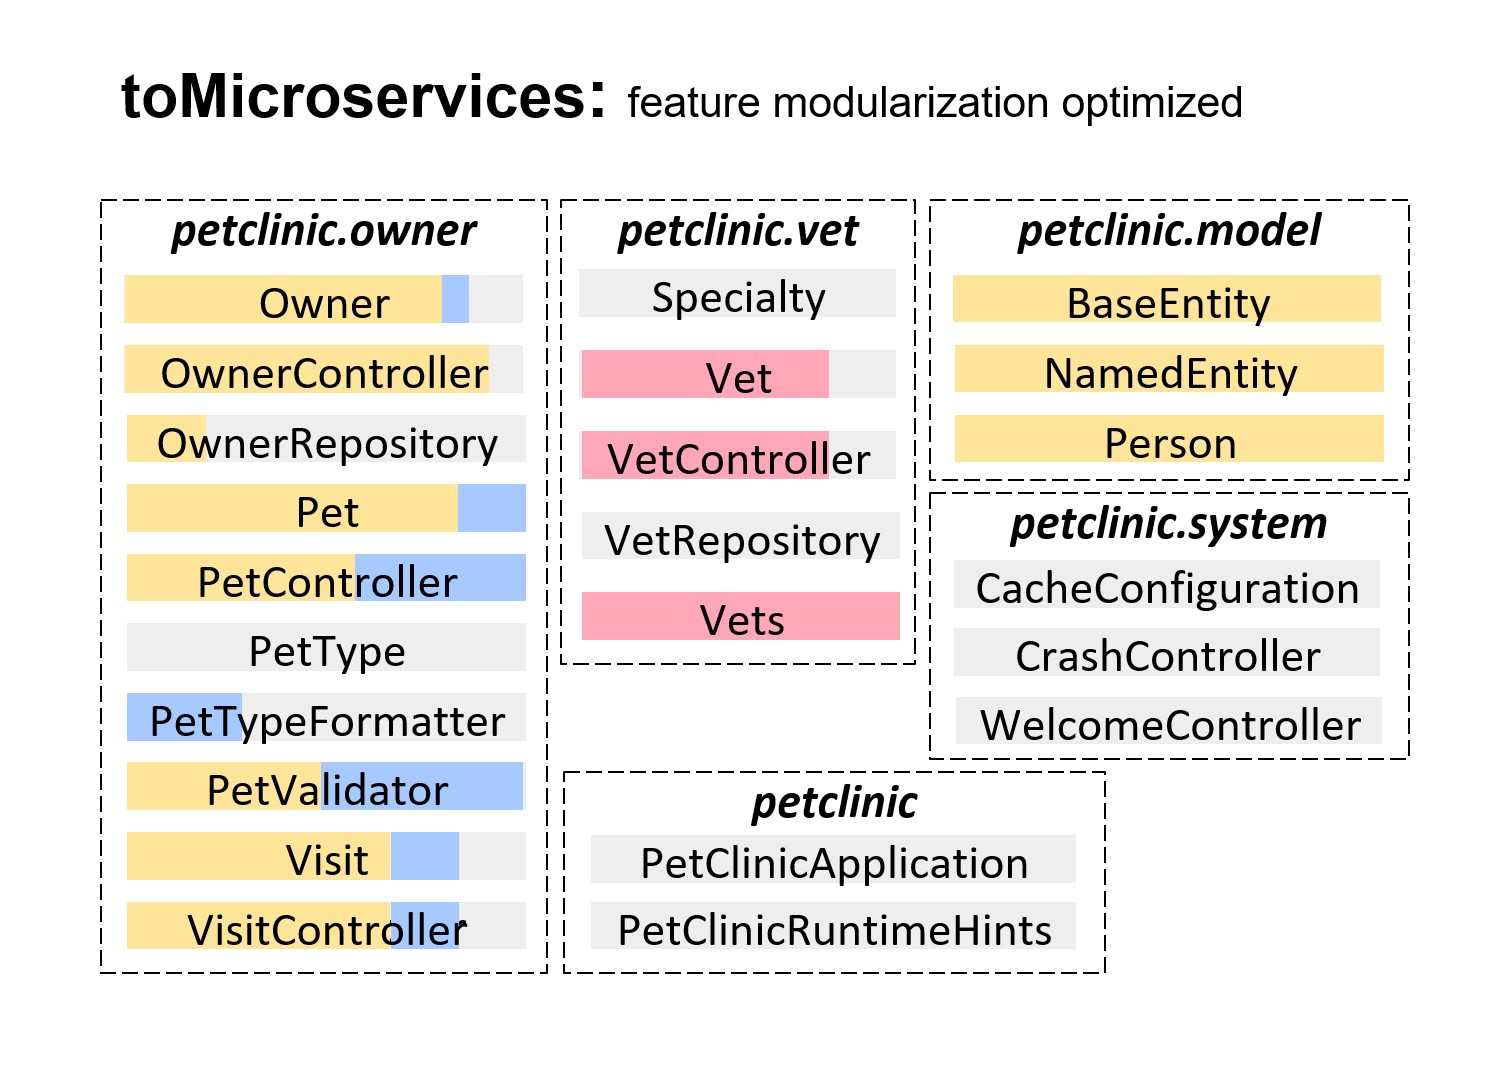 toMicroservices: feature modularization optimized
petclinic.owner
Owner
OwnerController
OwnerRepository
Pet
PetController
PetType
PetTypeFormatter
PetValidator
Visit
VisitController
petclinic.vet
Specialty
Vet
VetController
VetRepository
Vets
petclinic.model
BaseEntity
NamedEntity
Person
petclinic.system
CacheConfiguration
CrashController
WelcomeController
petclinic
PetClinicApplication
PetClinicRuntimeHints